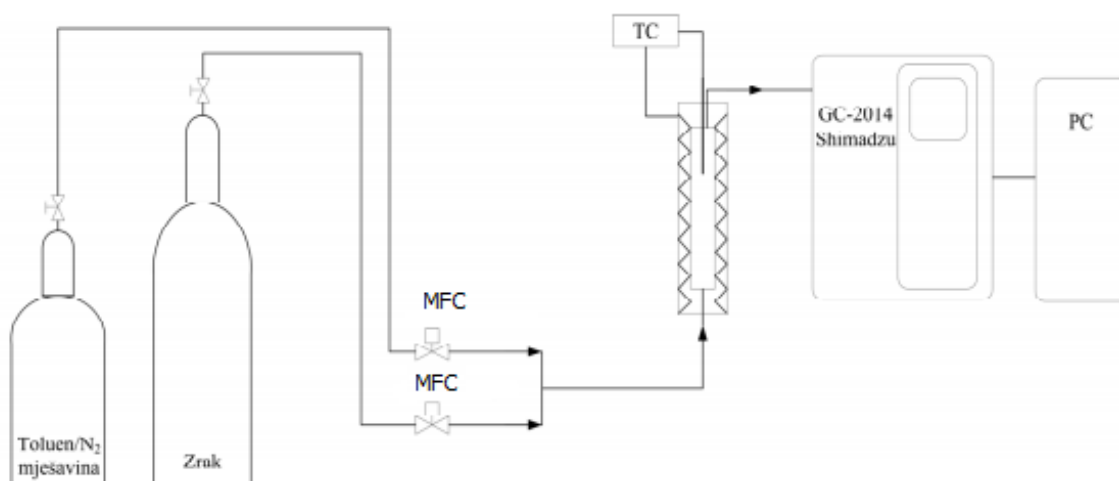 TC
GC-2014
Shimadzu
PC
MFC
MFC
Toluen/N₂
mješavina
Zrak